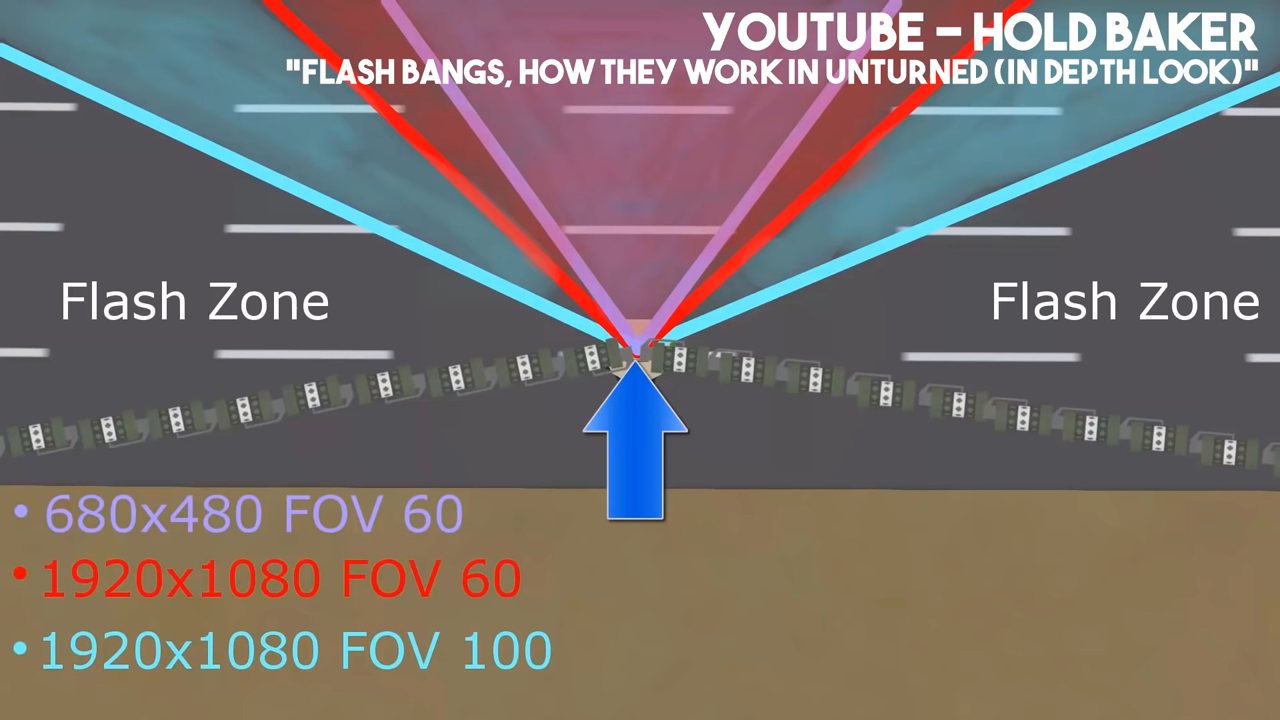 YOUTUBE – HOLD BAKER
"FLASH BANGS, HOW THEY WORK IN UNTURNED (IN DEPTH LOOK)"
Flash Zone
Flash Zone
• 680x480 FOV 60
• 1920x1080 FOV 60
• 1920x1080 FOV 100